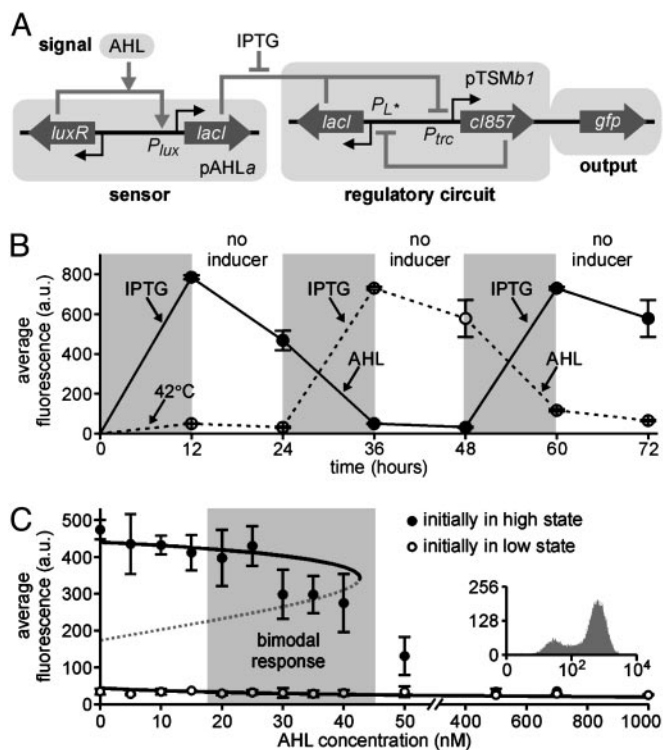 A
signal
AHL
IPTG
pTSMb1
luxR
Plux
lacI
pAHLa
sensor
lacI
PL*
Ptrc
cI857
regulatory circuit
gfp
output
B
no inducer
no inducer
no inducer
average fluorescence (a.u.)
800
600
400
200
0
IPTG
42°C
IPTG
AHL
IPTG
AHL
0
12
24
36
48
60
72
time (hours)
C
average fluorescence (a.u.)
500
400
300
200
100
0
bimodal response
initially in high state
initially in low state
256
128
0
0
10²
10⁴
0
10
20
30
40
50
400
600
800
1000
AHL concentration (nM)